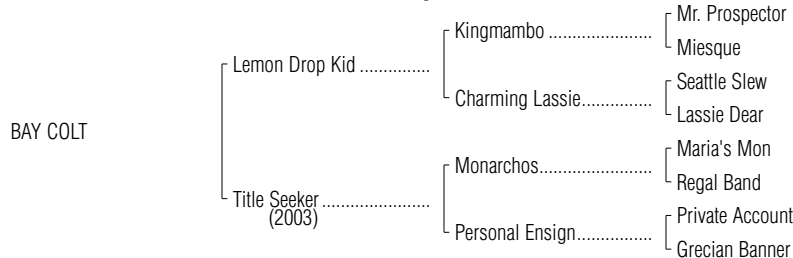 Mr. Prospector
Kingmambo ......................
Miesque
Lemon Drop Kid ...............
Seattle Slew
Charming Lassie...............
Lassie Dear
BAY COLT
Maria's Mon
Monarchos.......................
Regal Band
Title Seeker .......................
(2003)
Private Account
Personal Ensign................
Grecian Banner